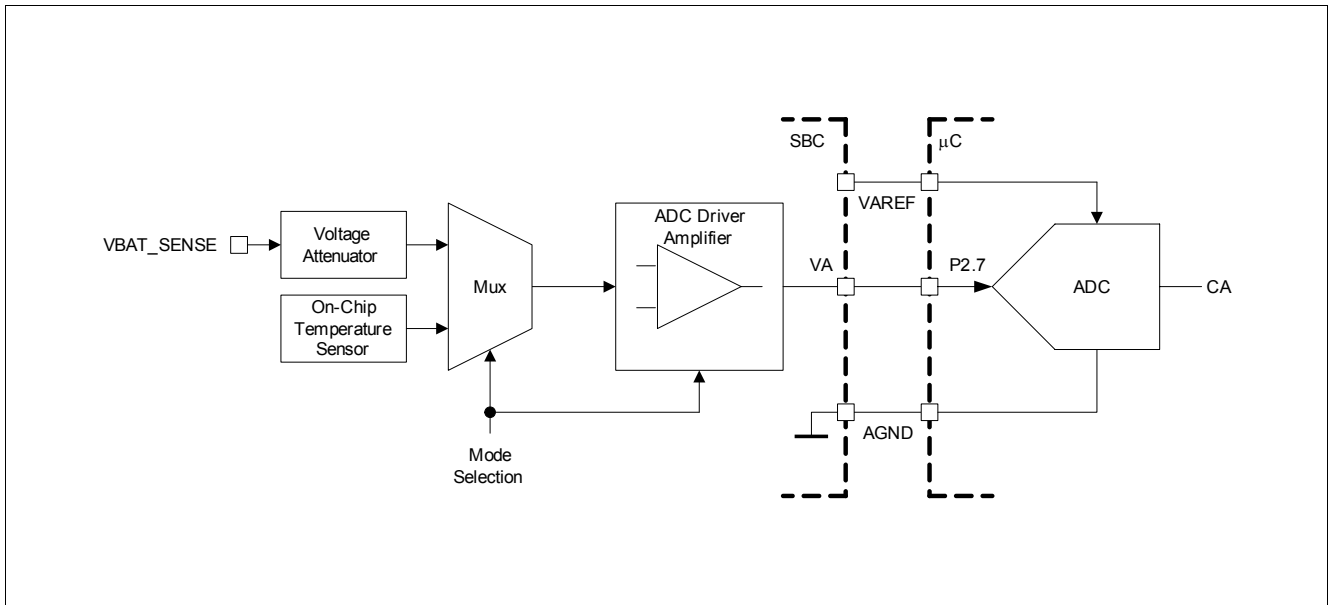 SBC
μC
VAREF
ADC Driver
Amplifier
VBAT_SENSE
Voltage
Attenuator
Mux
VA
P2.7
ADC
CA
On-Chip
Temperature
Sensor
AGND
Mode
Selection